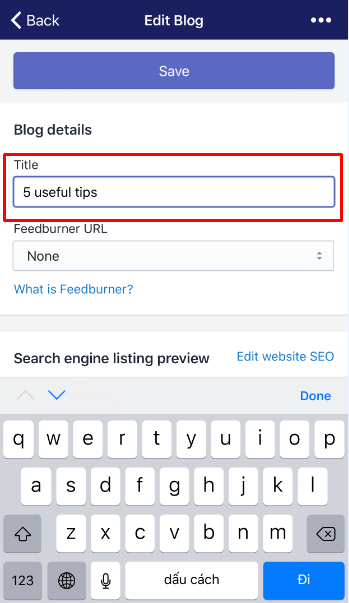 Back Edit Blog •••
Save
Blog details
Title
5 useful tips
Feedburner URL
None
What is Feedburner?
Search engine listing preview Edit website SEO
Done
q w e r t y u i o p
a s d f g h j k l
z x c v b n m
123 dấu cách Đi